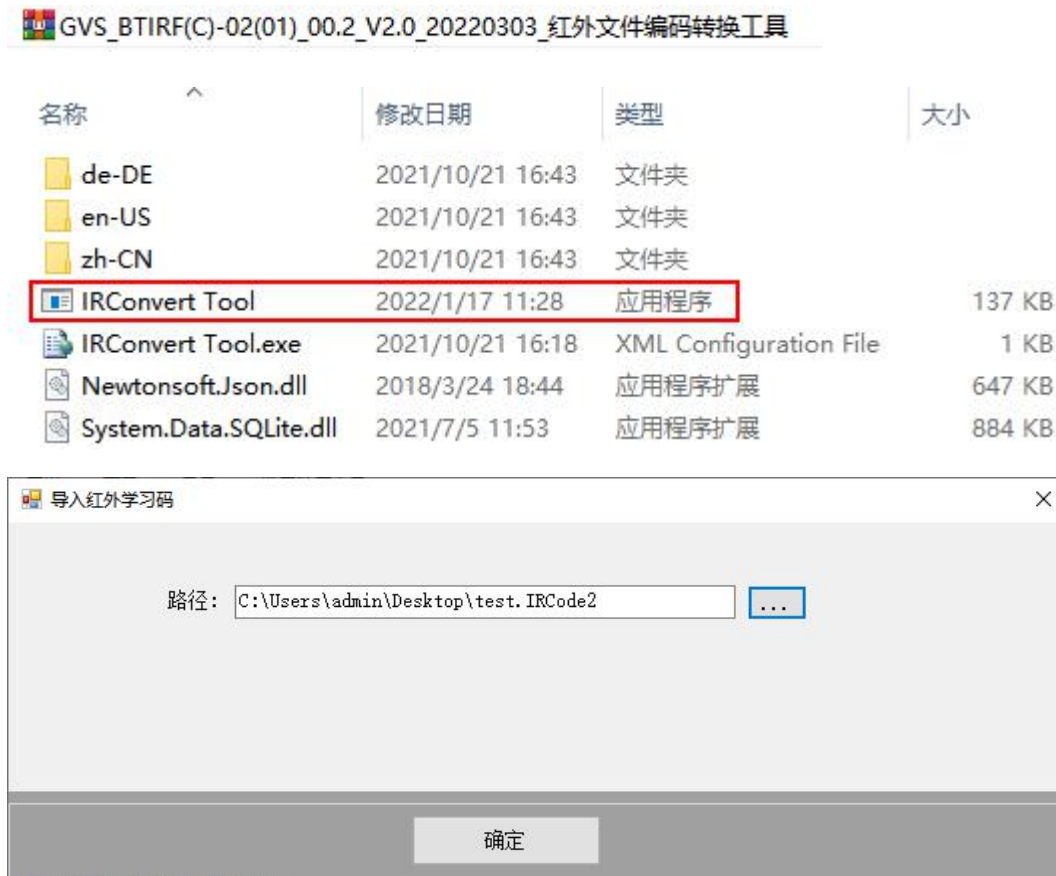 GVS_BTIRF(C)-02(01)_00.2_V2.0_20220303_红外文件编码转换工具
名称 修改日期 类型 大小
de-DE 2021/10/21 16:43 文件夹
en-US 2021/10/21 16:43 文件夹
zh-CN 2021/10/21 16:43 文件夹
IRConvert Tool 2022/1/17 11:28 应用程序 137 KB
IRConvert Tool.exe 2021/10/21 16:18 XML Configuration File 1 KB
Newtonsoft.Json.dll 2018/3/24 18:44 应用程序扩展 647 KB
System.Data.SQLite.dll 2021/7/5 11:53 应用程序扩展 884 KB
导入红外学习码
路径: C:\Users\admin\Desktop\test.IRCode2 ...
确定